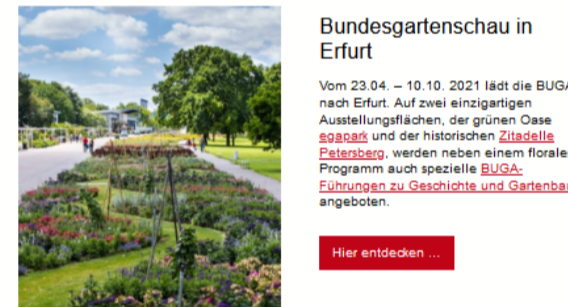 Bundesgartenschau in
Erfurt
Vom 23.04. – 10.10. 2021 lädt die BUGA
nach Erfurt. Auf zwei einzigartigen
Ausstellungsflächen, der grünen Oase
egapark und der historischen Zitadelle
Petersberg, werden neben einem florale
Programm auch spezielle BUGA-
Führungen zu Geschichte und Gartenbau
angeboten.
Hier entdecken ...